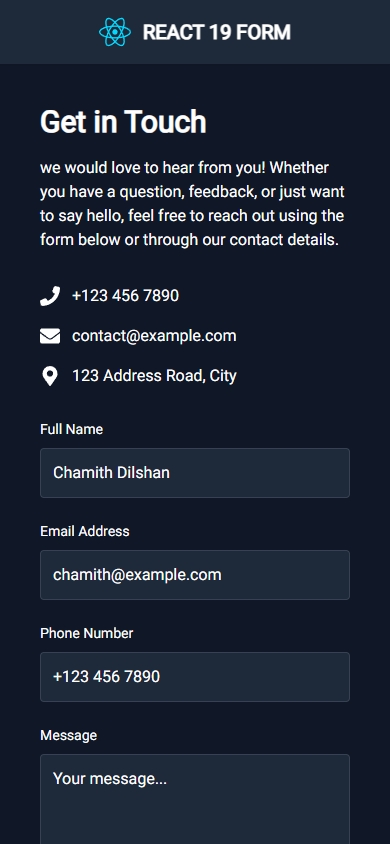 REACT 19 FORM
Get in Touch
we would love to hear from you! Whether
you have a question, feedback, or just want
to say hello, feel free to reach out using the
form below or through our contact details.
+123 456 7890
contact@example.com
123 Address Road, City
Full Name
Chamith Dilshan
Email Address
chamith@example.com
Phone Number
+123 456 7890
Message
Your message...